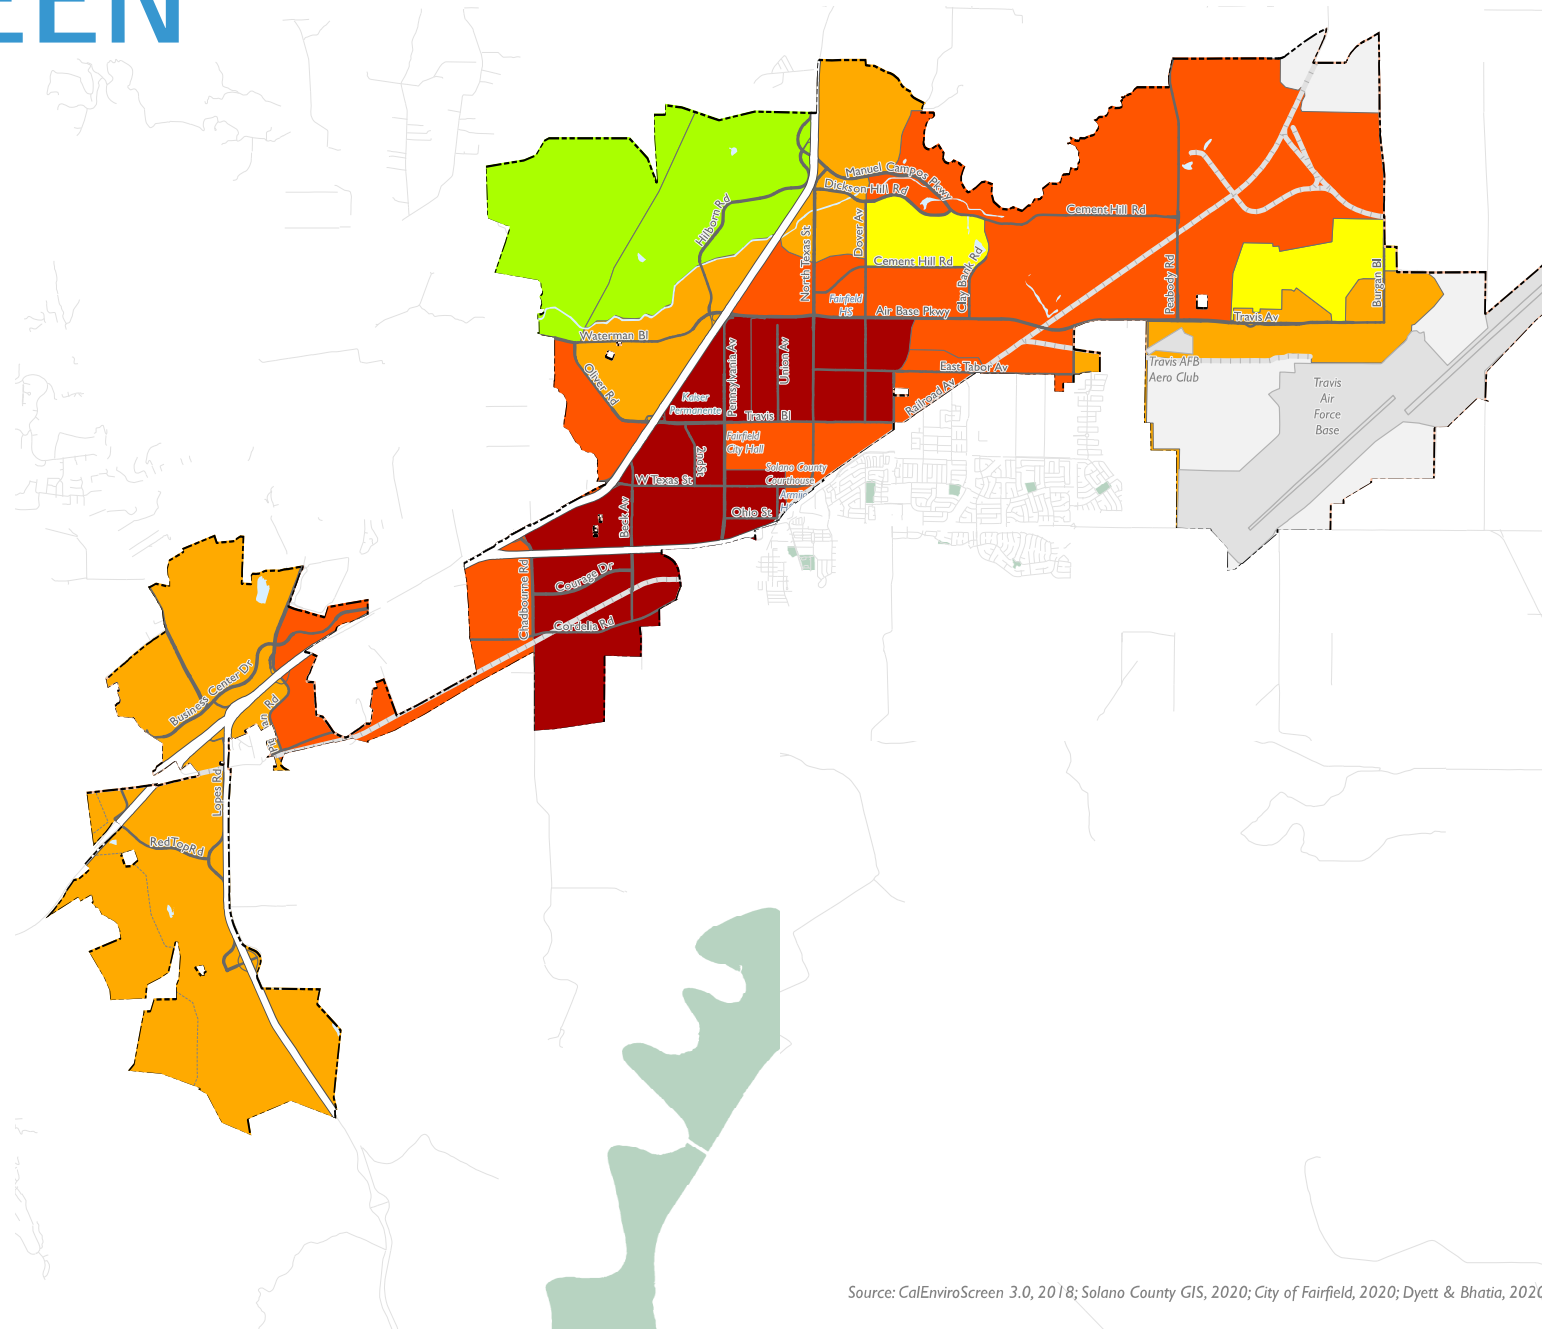 EEN
Manuel Campos Pkwy
Dickson Hill Rd
Cement Hill Rd
Hilborn Rd
North Texas St
Dover Av
Cement Hill Rd
Clay Bank Rd
Peabody Rd
Burgan Bl
Fairfield
HS
Air Base Pkwy
Travis Av
Waterman Bl
Oliver Rd
Pennsylvania Av
Union Av
East Tabor Av
Railroad Av
Travis AFB
Aero Club
Travis
Air
Force
Base
Kaiser
Permanente
Travis Bl
Fairfield
City Hall
2nd St
Solano County
Courthouse
W Texas St
Beck Av
Ohio St
Chadbourne Rd
Courage Dr
Cordelia Rd
Business Center Dr
Rd
Lopes Rd
Red Top Rd
Source: CalEnviroScreen 3.0, 2018; Solano County GIS, 2020; City of Fairfield, 2020; Dyett & Bhatia, 2020